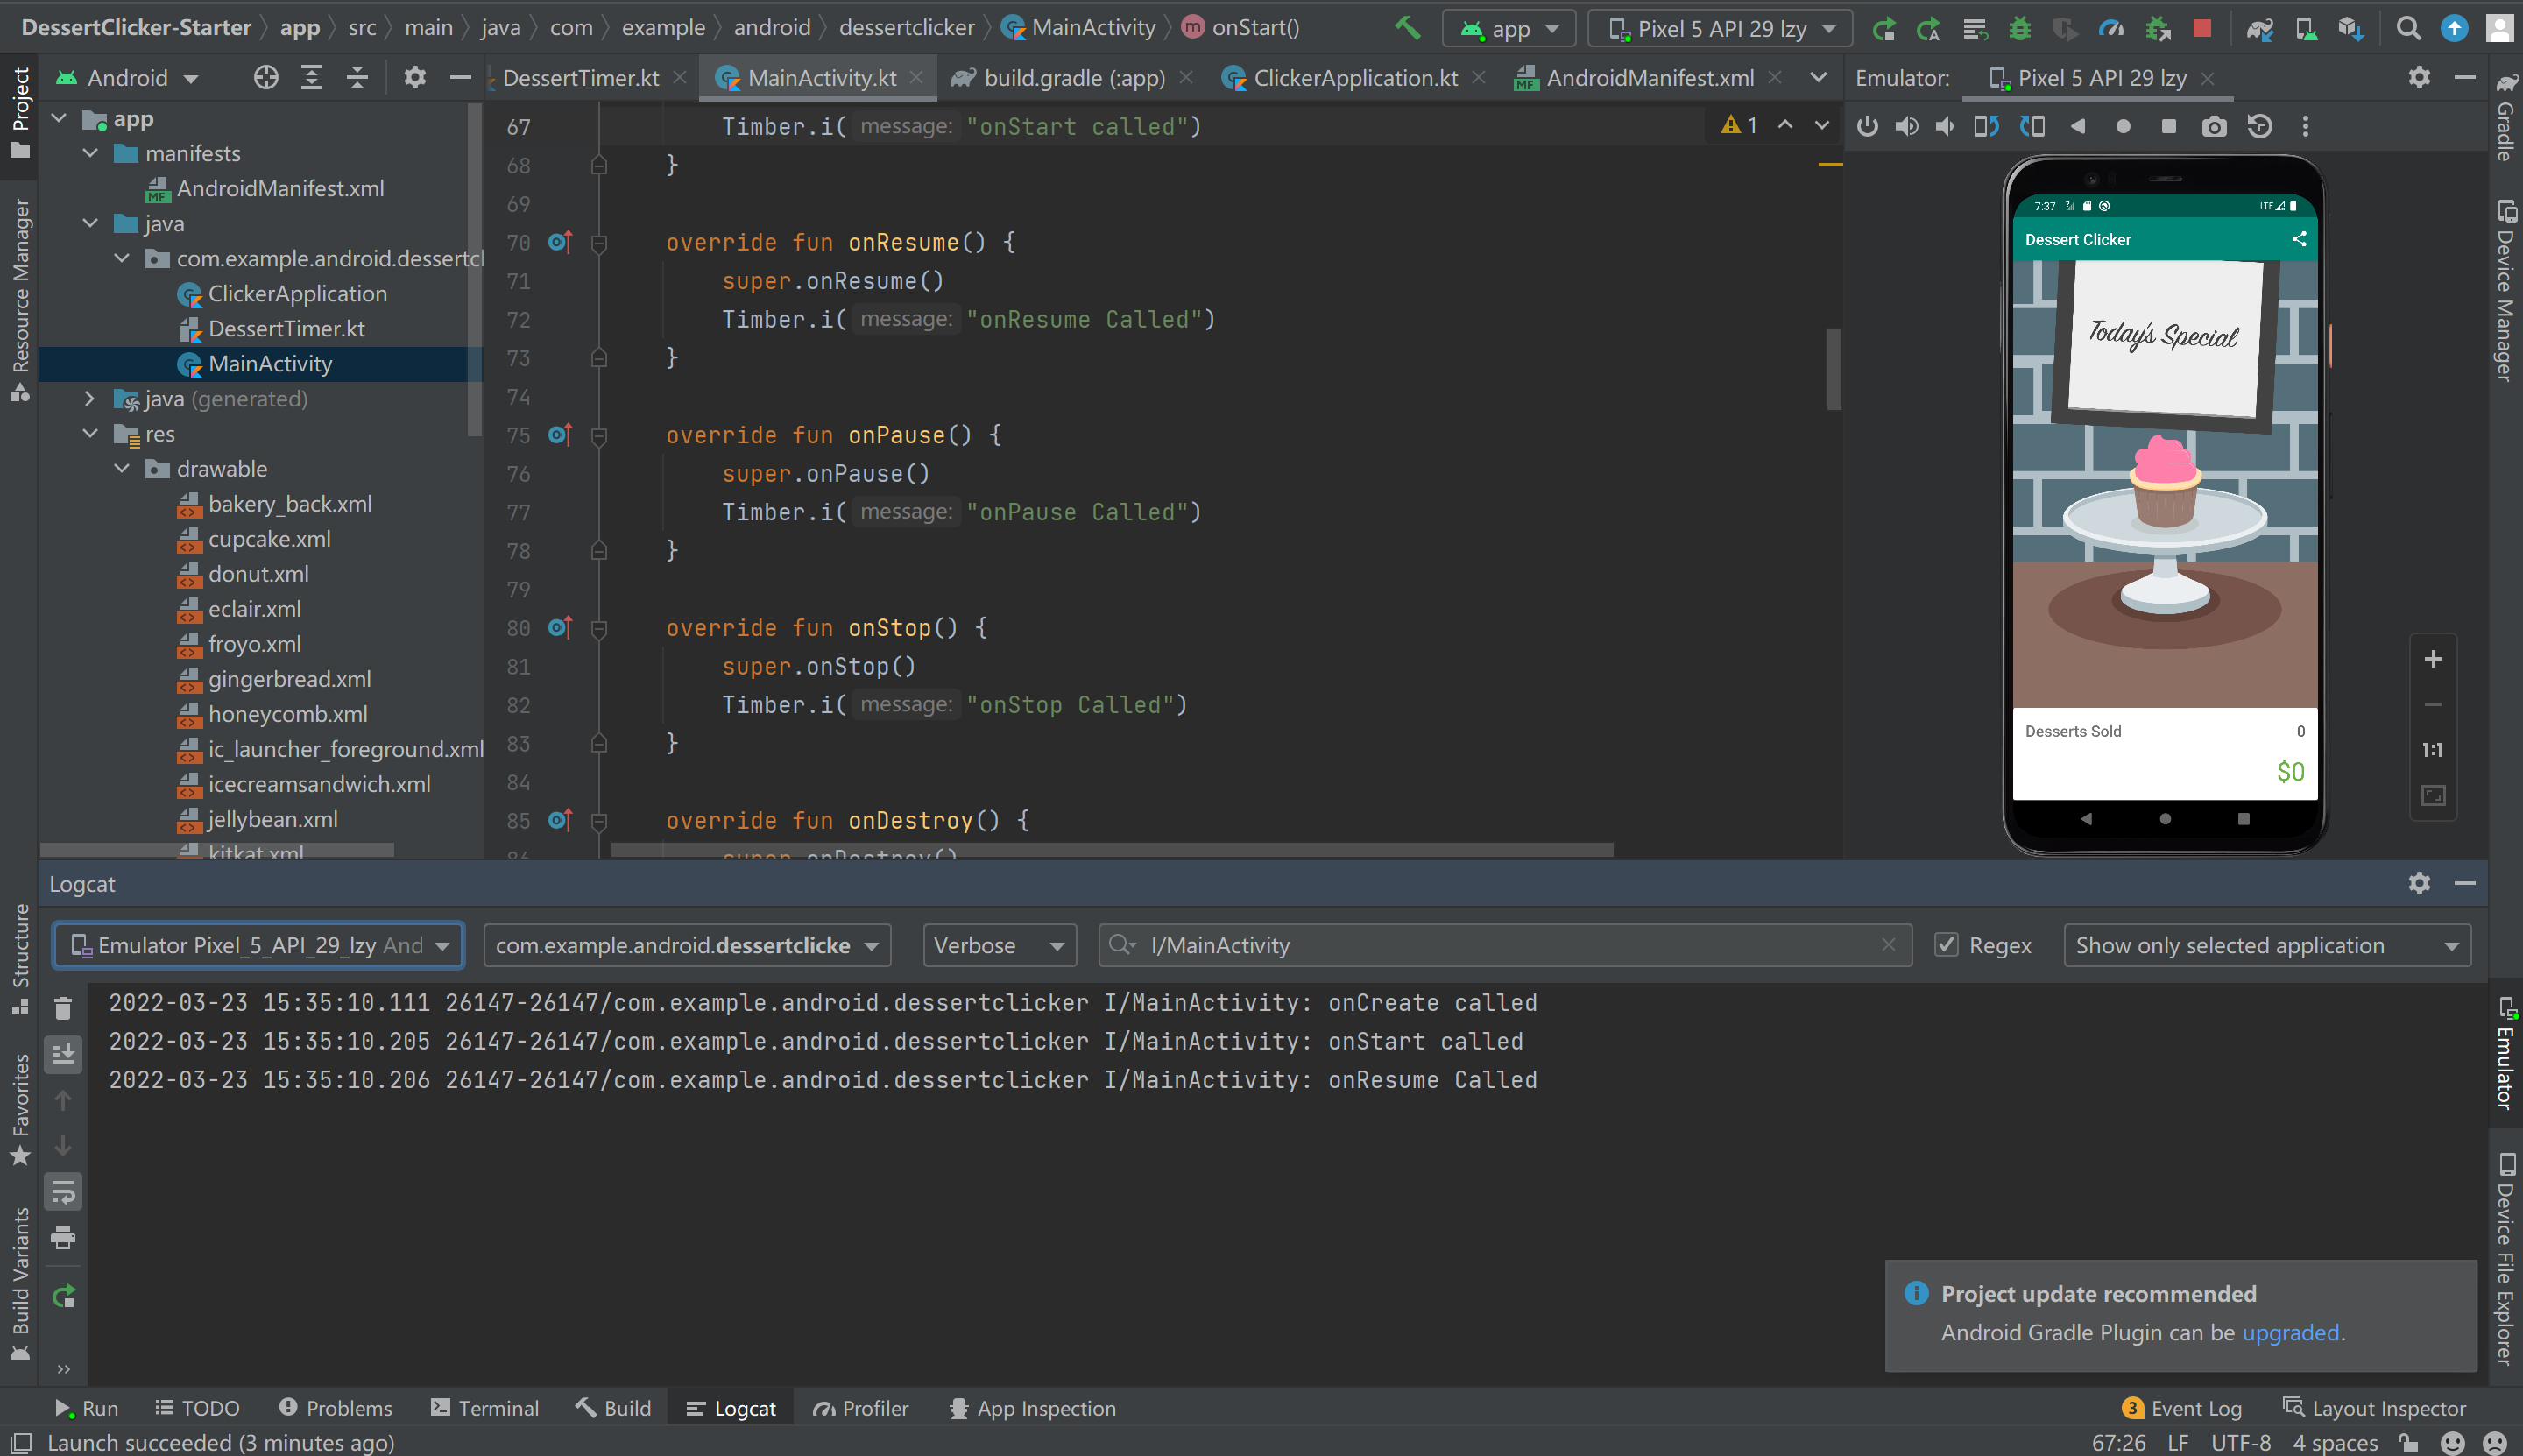 DessertClicker-Starter app src main java com example android dessertclicker MainActivity onStart() app Pixel 5 API 29 lzy
Project
Android
DessertTimer.kt MainActivity.kt build.gradle (:app) ClickerApplication.kt AndroidManifest.xml
Emulator: Pixel 5 API 29 lzy
Gradle
Device Manager
Resource Manager
app
manifests
AndroidManifest.xml
java
com.example.android.dessertcl
ClickerApplication
DessertTimer.kt
MainActivity
java (generated)
res
drawable
bakery_back.xml
cupcake.xml
donut.xml
eclair.xml
froyo.xml
gingerbread.xml
honeycomb.xml
ic_launcher_foreground.xml
icecreamsandwich.xml
jellybean.xml
kitkat.xml
67 Timber.i( message: "onStart called")
1
68 }
69
70 override fun onResume() {
71 super.onResume()
72 Timber.i( message: "onResume Called")
73 }
74
75 override fun onPause() {
76 super.onPause()
77 Timber.i( message: "onPause Called")
78 }
79
80 override fun onStop() {
81 super.onStop()
82 Timber.i( message: "onStop Called")
83 }
84
85 override fun onDestroy() {
86 super.onDestroy()
7:37 LTE
Dessert Clicker
Today's Special
Desserts Sold 0
$0
1:1
Logcat
Emulator Pixel_5_API_29_lzy And com.example.android.dessertclicke Verbose I/MainActivity Regex Show only selected application
2022-03-23 15:35:10.111 26147-26147/com.example.android.dessertclicker I/MainActivity: onCreate called
2022-03-23 15:35:10.205 26147-26147/com.example.android.dessertclicker I/MainActivity: onStart called
2022-03-23 15:35:10.206 26147-26147/com.example.android.dessertclicker I/MainActivity: onResume Called
Structure
Favorites
Build Variants
Emulator
Device File Explorer
Project update recommended
Android Gradle Plugin can be upgraded.
Run TODO Problems Terminal Build Logcat Profiler App Inspection 3 Event Log Layout Inspector
Launch succeeded (3 minutes ago) 67:26 LF UTF-8 4 spaces